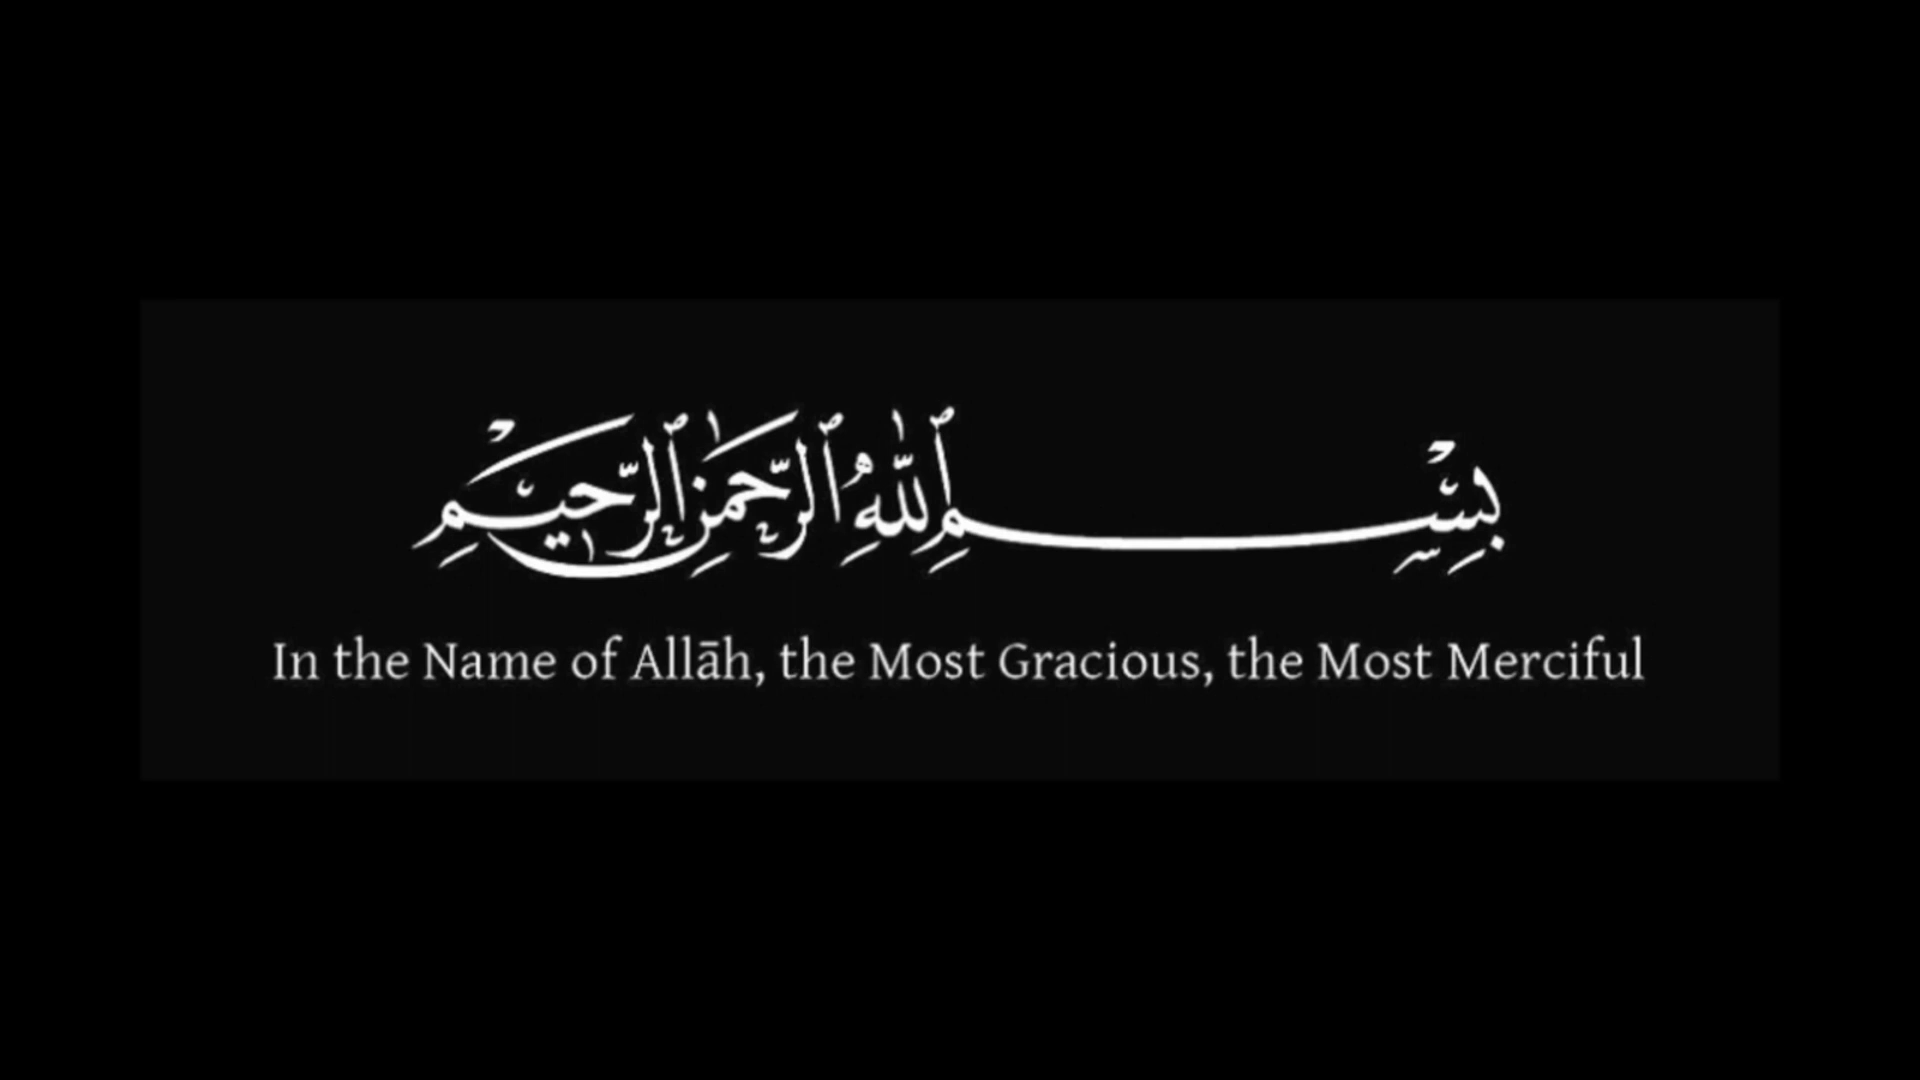 بِسْمِ ٱللَّٰهِ ٱلرَّحْمَٰنِ ٱلرَّحِيمِ
In the Name of Allāh, the Most Gracious, the Most Merciful